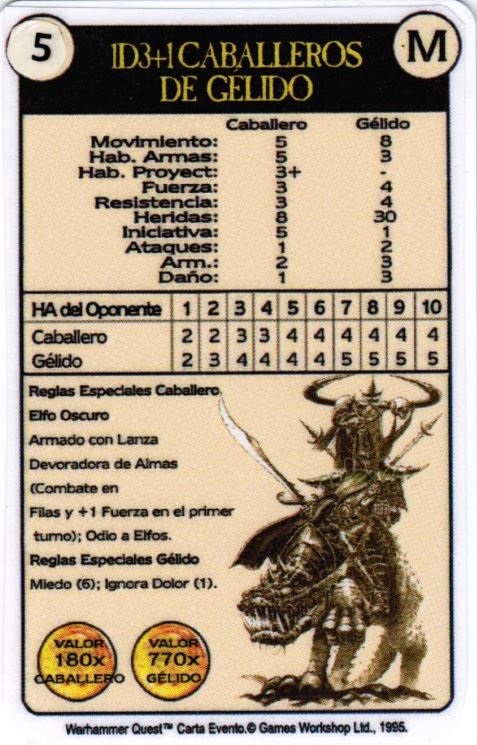 5
M
1D3+1 CABALLEROS
DE GÉLIDO
Caballero Gélido
Movimiento: 5 8
Hab. Armas: 5 3
Hab. Proyect: 3+ -
Fuerza: 3 4
Resistencia: 3 4
Heridas: 8 30
Iniciativa: 5 1
Ataques: 1 2
Arm.: 2 3
Daño: 1 3
HA del Oponente 1 2 3 4 5 6 7 8 9 10
Caballero 2 2 3 3 4 4 4 4 4 4
Gélido 2 3 4 4 4 4 5 5 5 5
Reglas Especiales Caballero
Elfo Oscuro
Armado con Lanza
Devoradora de Almas
(Combate en
Filas y +1 Fuerza en el primer
turno); Odio a Elfos.
Reglas Especiales Gélido
Miedo (6); Ignora Dolor (1).
VALOR
180x
CABALLERO
VALOR
770x
GÉLIDO
Warhammer Quest™ Carta Evento.© Games Workshop Ltd., 1995.